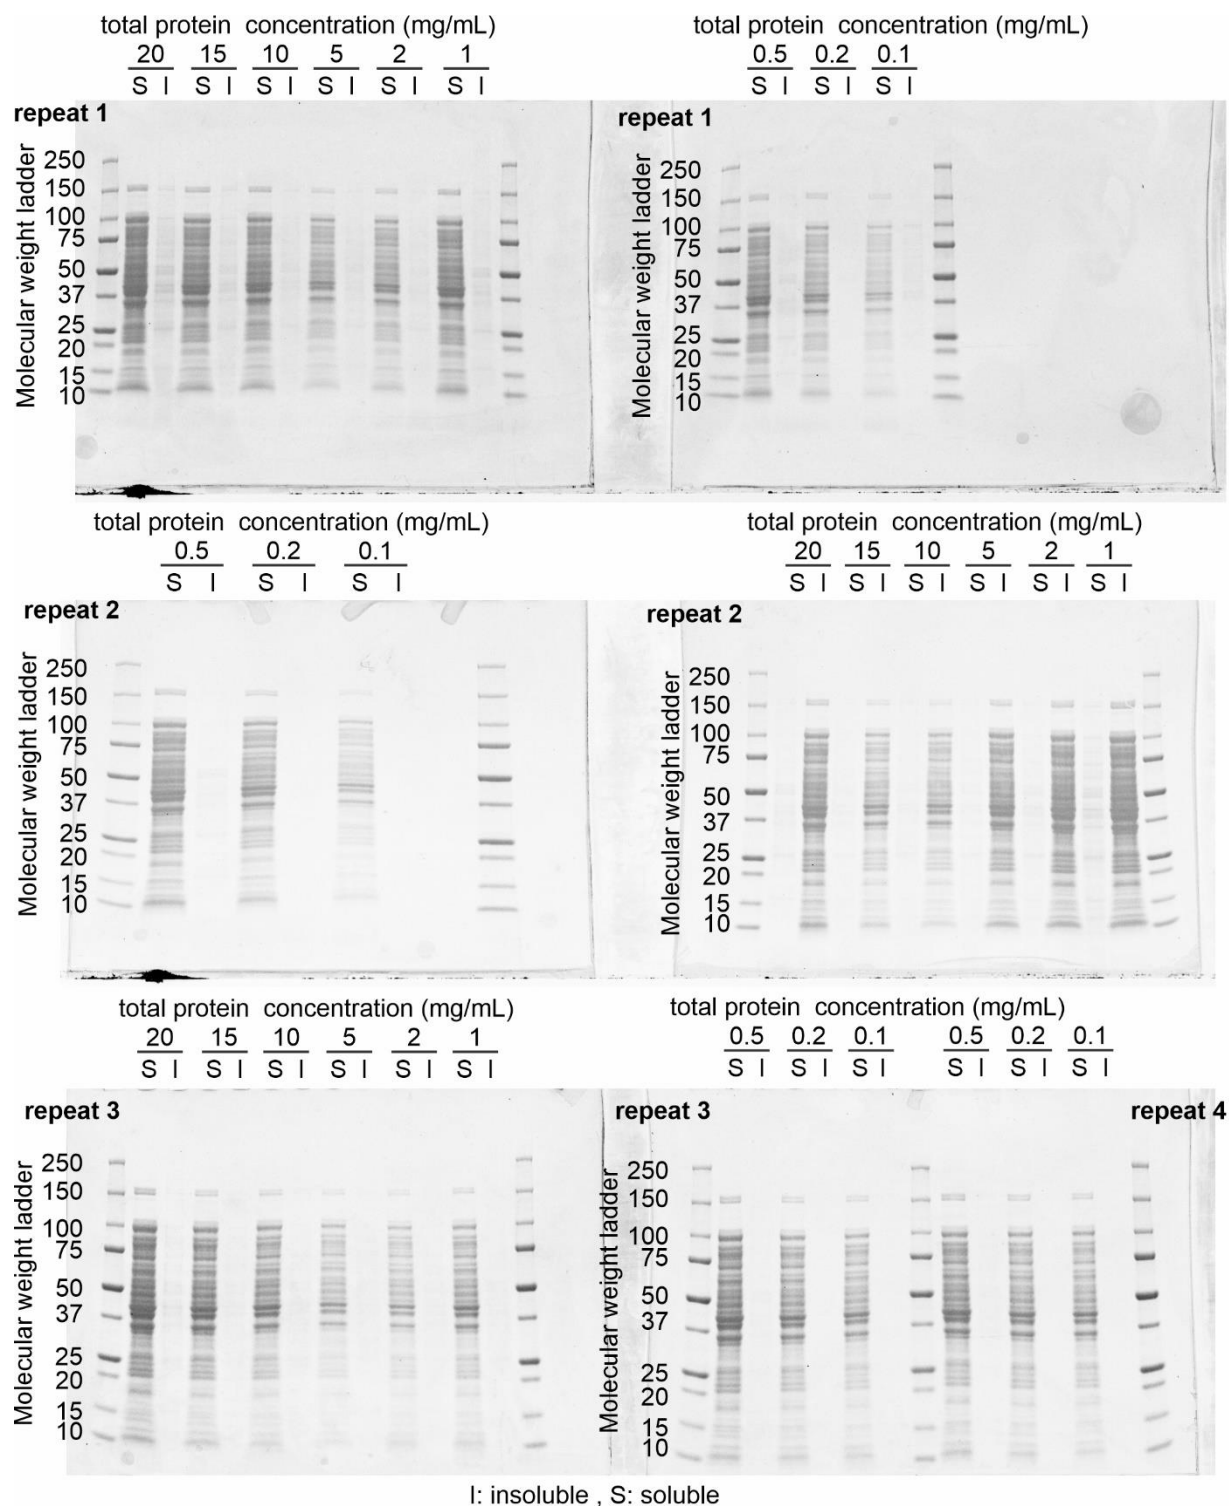 total protein concentration (mg/mL)
20 15 10 5 2 1
S I S I S I S I S I S I
repeat 1
Molecular weight ladder
250
150
100
75
50
37
25
20
15
10
total protein concentration (mg/mL)
0.5 0.2 0.1
S I S I S I
repeat 1
Molecular weight ladder
250
150
100
75
50
37
25
20
15
10
total protein concentration (mg/mL)
0.5 0.2 0.1
S I S I S I
repeat 2
Molecular weight ladder
250
150
100
75
50
37
25
20
15
10
total protein concentration (mg/mL)
20 15 10 5 2 1
S I S I S I S I S I S I
repeat 2
Molecular weight ladder
250
150
100
75
50
37
25
20
15
10
total protein concentration (mg/mL)
20 15 10 5 2 1
S I S I S I S I S I S I
repeat 3
Molecular weight ladder
250
150
100
75
50
37
25
20
15
10
total protein concentration (mg/mL)
0.5 0.2 0.1 0.5 0.2 0.1
S I S I S I S I S I S I
repeat 3 repeat 4
Molecular weight ladder
250
150
100
75
50
37
25
20
15
10
I: insoluble , S: soluble